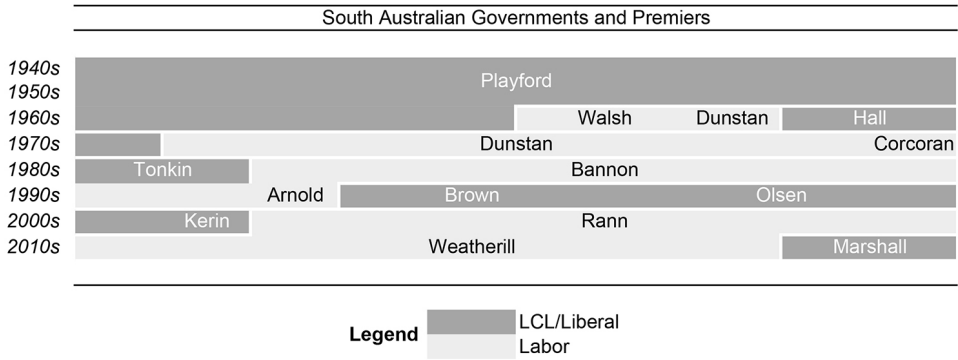 South Australian Governments and Premiers
1940s
Playford
1950s
1960s Walsh Dunstan Hall
1970s Dunstan Corcoran
1980s Tonkin Bannon
1990s Arnold Brown Olsen
2000s Kerin Rann
2010s Weatherill Marshall
Legend
LCL/Liberal
Labor